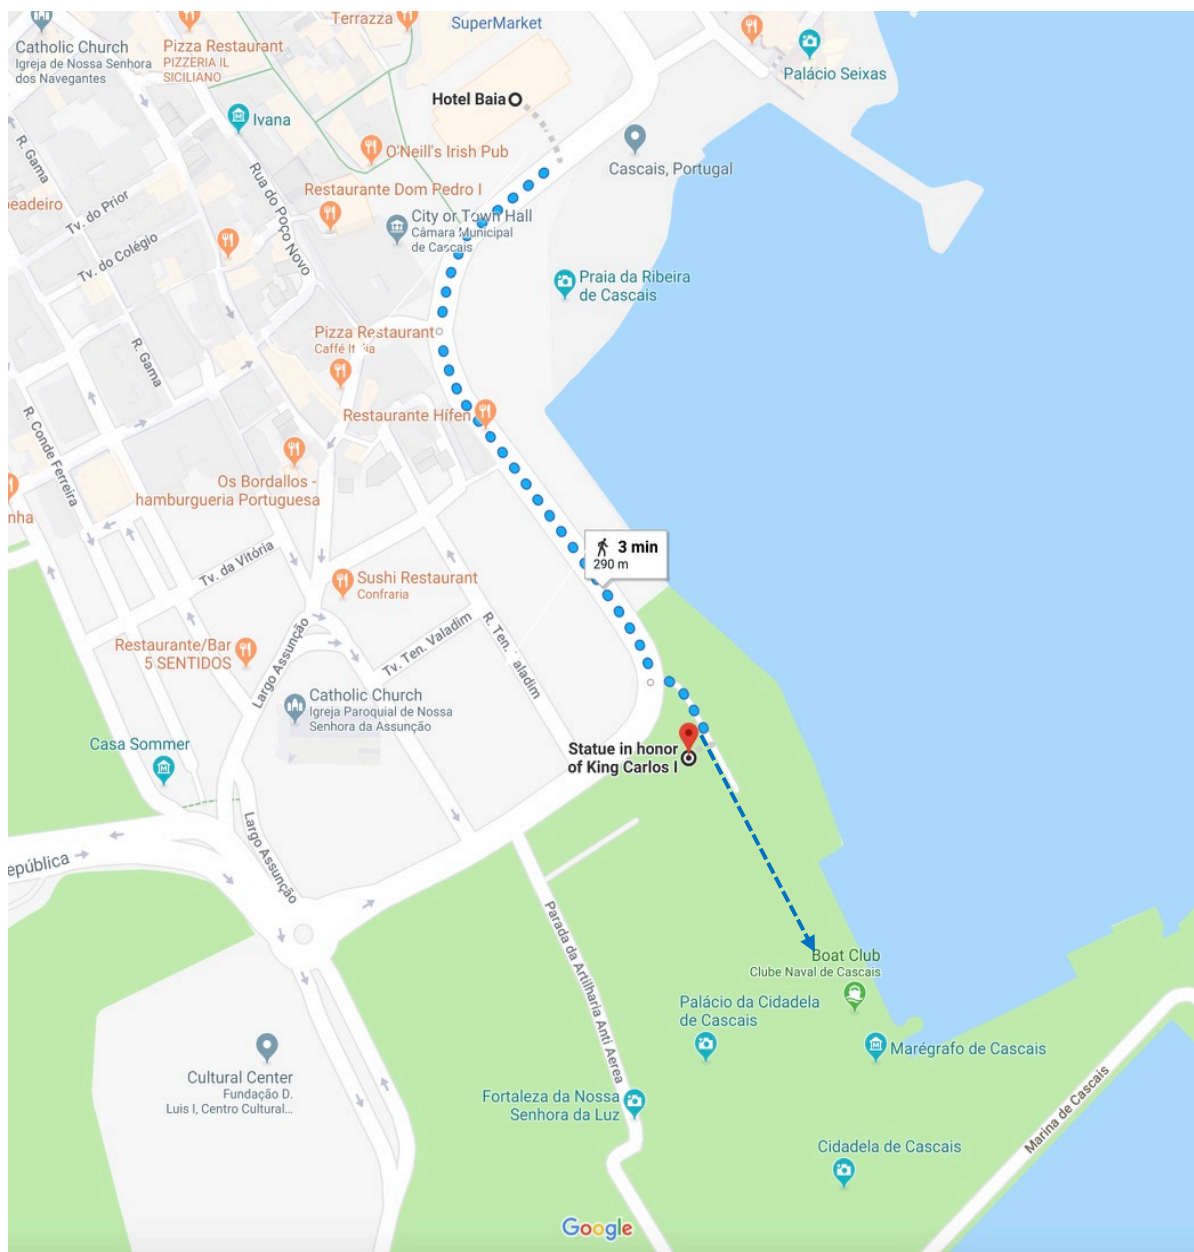 Terrazza
SuperMarket
Catholic Church
Igreja de Nossa Senhora
dos Navegantes
Pizza Restaurant
PIZZERIA IL
SICILIANO
Palácio Seixas
Hotel Baia
Ivana
R. Gama
O'Neill's Irish Pub
Cascais, Portugal
Rua do Poço Novo
Restaurante Dom Pedro I
Tv. do Prior
City or Town Hall
Câmara Municipal
de Cascais
Tv. do Colégio
Praia da Ribeira
de Cascais
Pizza Restaurant
Caffé Italia
R. Gama
Restaurante Hífen
R. Conde Ferreira
Os Bordallos -
hamburgueria Portuguesa
nha
3 min
290 m
Tv. da Vitória
Sushi Restaurant
Confraria
Restaurante/Bar
5 SENTIDOS
Largo Assunção
Tv. Ten. Valadim
R. Ten. Valadim
Catholic Church
Igreja Paroquial de Nossa
Senhora da Assunção
Casa Sommer
Statue in honor
of King Carlos I
Largo Assunção
epública
Parada da Artilharia Anti Aerea
Boat Club
Clube Naval de Cascais
Palácio da Cidadela
de Cascais
Marégrafo de Cascais
Cultural Center
Fundação D.
Luis I, Centro Cultural...
Fortaleza da Nossa
Senhora da Luz
Marina de Cascais
Cidadela de Cascais
Google